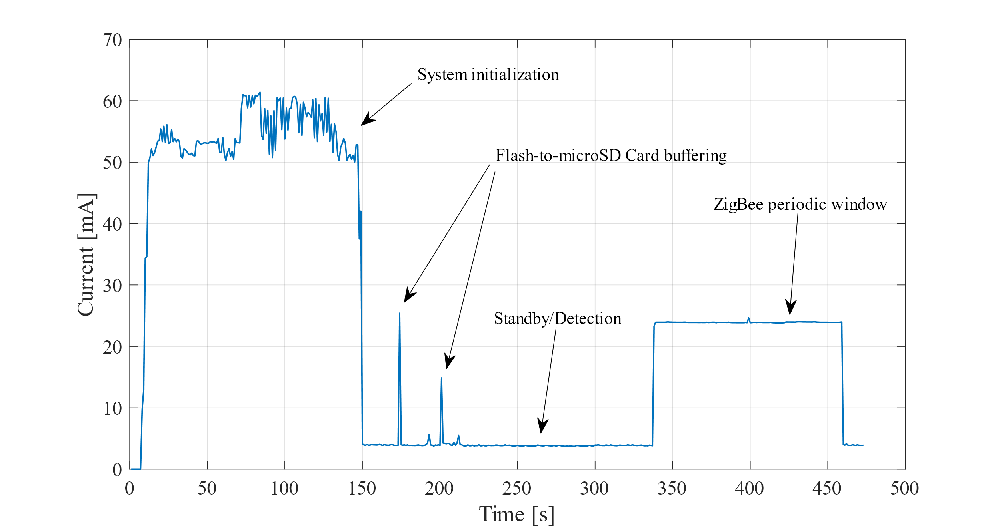 70
60
50
40
30
20
10
0
Current [mA]
System initialization
Flash-to-microSD Card buffering
ZigBee periodic window
Standby/Detection
0 50 100 150 200 250 300 350 400 450 500
Time [s]